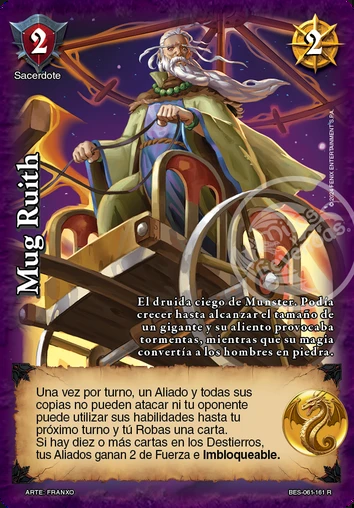 2
2
Sacerdote
Mug Ruith
El druida ciego de Munster. Podía
crecer hasta alcanzar el tamaño de
un gigante y su aliento provocaba
tormentas, mientras que su magia
convertía a los hombres en piedra.
Una vez por turno, un Aliado y todas sus
copias no pueden atacar ni tu oponente
puede utilizar sus habilidades hasta tu
próximo turno y tú Robas una carta.
Si hay diez o más cartas en los Destierros,
tus Aliados ganan 2 de Fuerza e Imbloqueable.
ARTE: FRANXO
BES-061-161 R